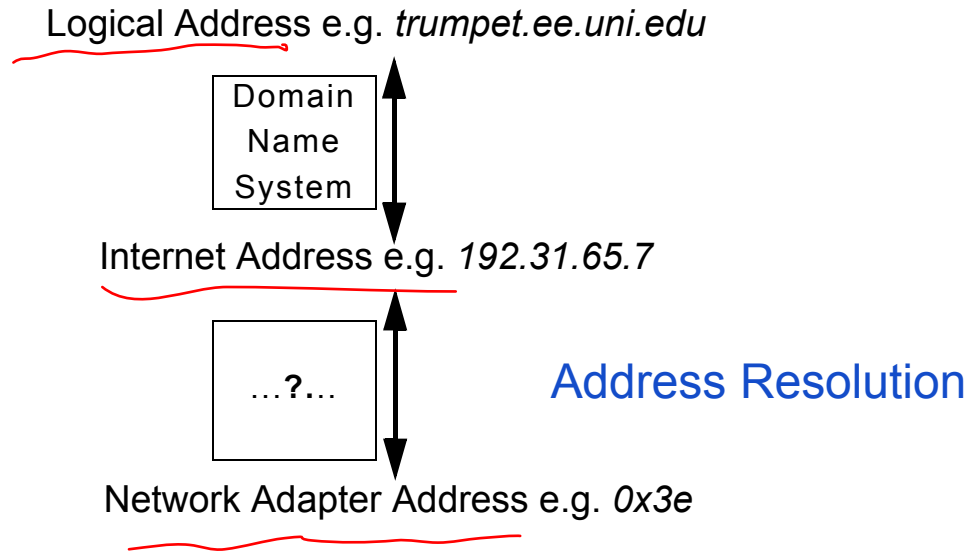 Logical Address e.g. trumpet.ee.uni.edu
Domain
Name
System
Internet Address e.g. 192.31.65.7
...?...
Address Resolution
Network Adapter Address e.g. 0x3e